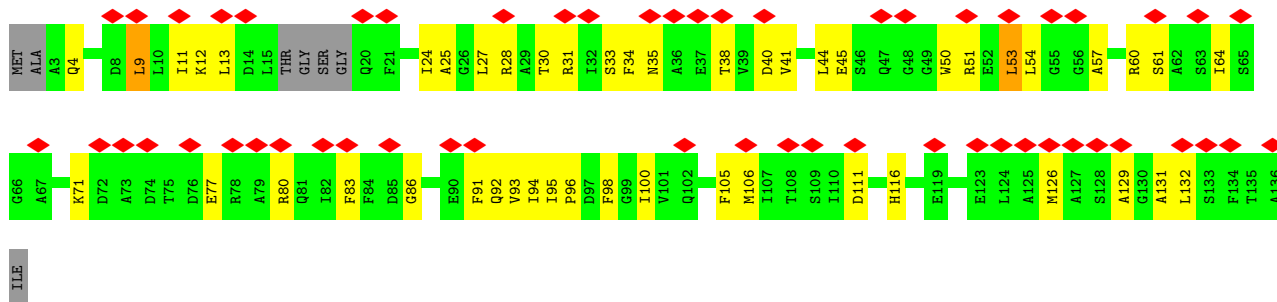 MET ALA A3 Q4 D8 L9 L10 I11 K12 L13 D14 L15 THR GLY SER GLY Q20 F21 I24 A25 G26 L27 R28 A29 T30 R31 I32 S33 F34 N35 A36 E37 T38 V39 D40 V41 L44 E45 S46 Q47 G48 G49 W50 R51 E52 L53 L54 G55 G56 A57 R60 S61 A62 S63 I64 S65
G66 A67 K71 D72 A73 D74 T75 D76 E77 R78 A79 R80 Q81 I82 F83 F84 D85 G86 E90 F91 Q92 V93 I94 I95 P96 D97 F98 G99 I100 V101 Q102 F105 M106 I107 T108 S109 I110 D111 H116 E119 E123 L124 A125 M126 A127 S128 A129 G130 A131 L132 S133 F134 T135 A136
ILE